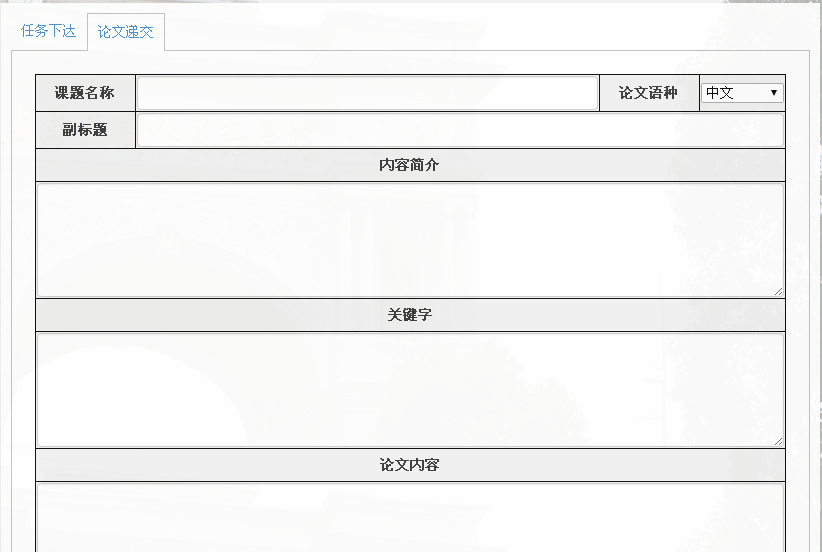 任务下达 论文递交
课题名称 论文语种 中文
副标题
内容简介
关键字
论文内容